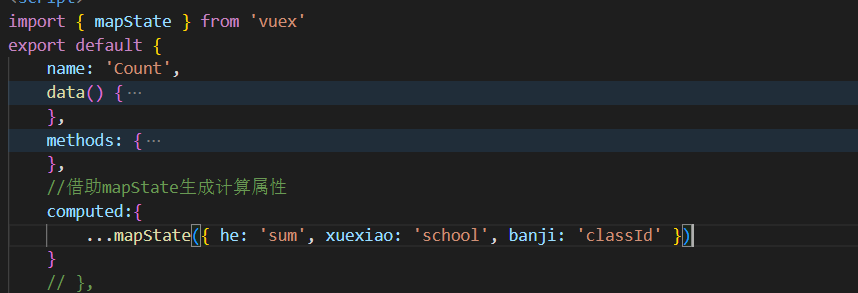 <script>
import { mapState } from 'vuex'
export default {
name: 'Count',
data() { ···
},
methods: { ···
},
//借助mapState生成计算属性
computed:{
...mapState({ he: 'sum', xuexiao: 'school', banji: 'classId' })
}
// },